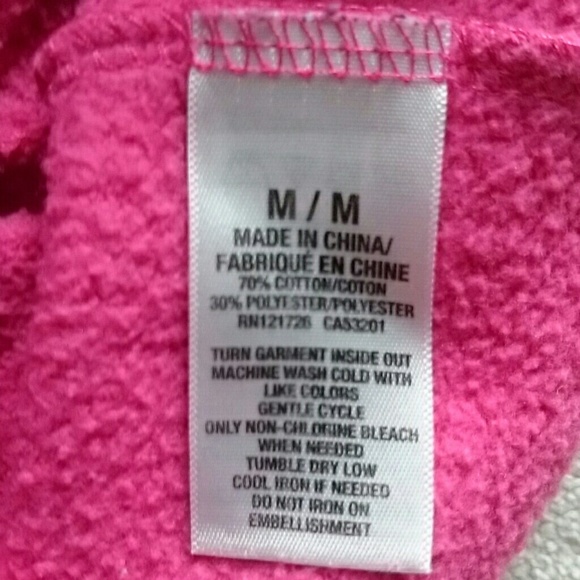 M / M
MADE IN CHINA/
FABRIQUÉ EN CHINE
70% COTTON/COTON
30% POLYESTER/POLYESTER
RN121726 CA53201
TURN GARMENT INSIDE OUT
MACHINE WASH COLD WITH
LIKE COLORS
GENTLE CYCLE
ONLY NON-CHLORINE BLEACH
WHEN NEEDED
TUMBLE DRY LOW
COOL IRON IF NEEDED
DO NOT IRON ON
EMBELLISHMENT